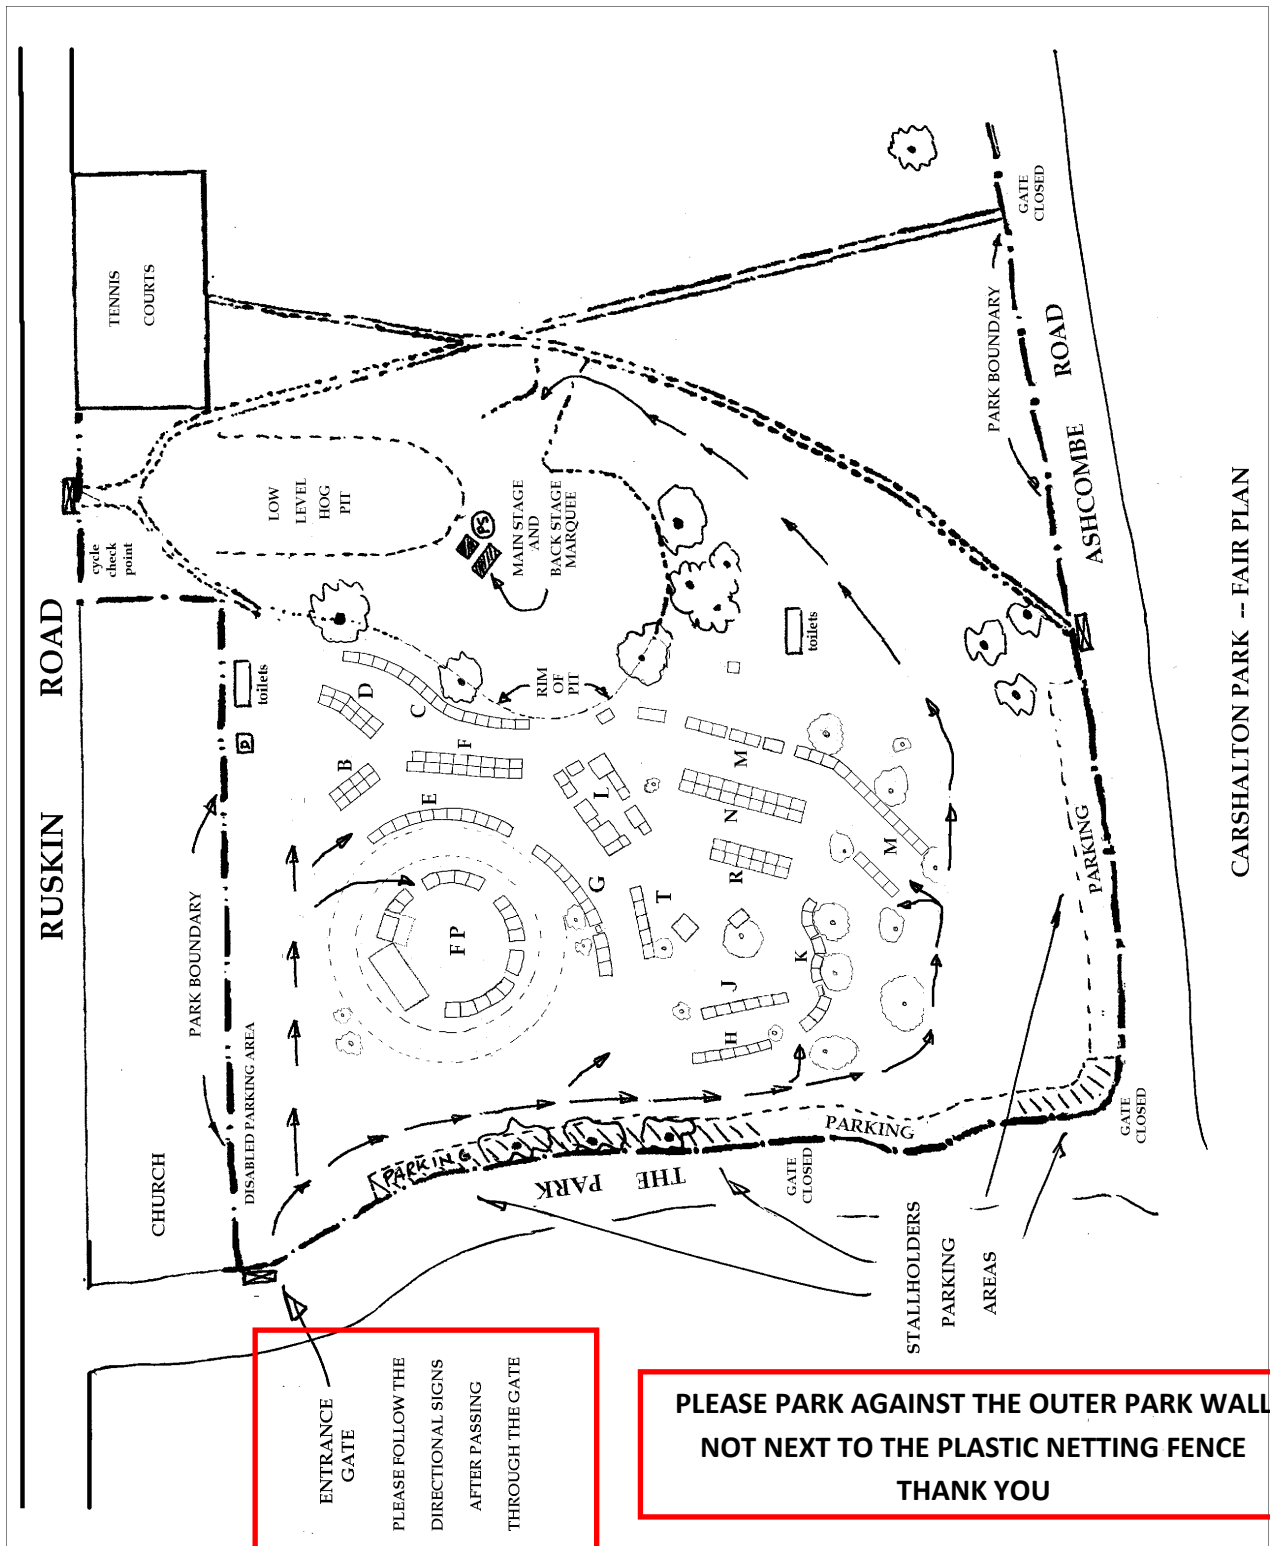 CARSHALTON PARK -- FAIR PLAN
RUSKIN ROAD
TENNIS
COURTS
cycle
check
point
LOW
LEVEL
HOG
PIT
PS
MAIN STAGE
AND
BACK STAGE
MARQUEE
GATE
CLOSED
PARK BOUNDARY
ASHCOMBE ROAD
toilets
P
toilets
RIM
OF
PIT
D
C
B
F
E
L
M
N
G
R
M
T
F P
K
J
H
PARK BOUNDARY
DISABLED PARKING AREA
CHURCH
PARKING
PARKING
PARKING
THE PARK
GATE
CLOSED
GATE
CLOSED
STALLHOLDERS
PARKING
AREAS
ENTRANCE
GATE
PLEASE FOLLOW THE
DIRECTIONAL SIGNS
AFTER PASSING
THROUGH THE GATE
PLEASE PARK AGAINST THE OUTER PARK WALL
NOT NEXT TO THE PLASTIC NETTING FENCE
THANK YOU